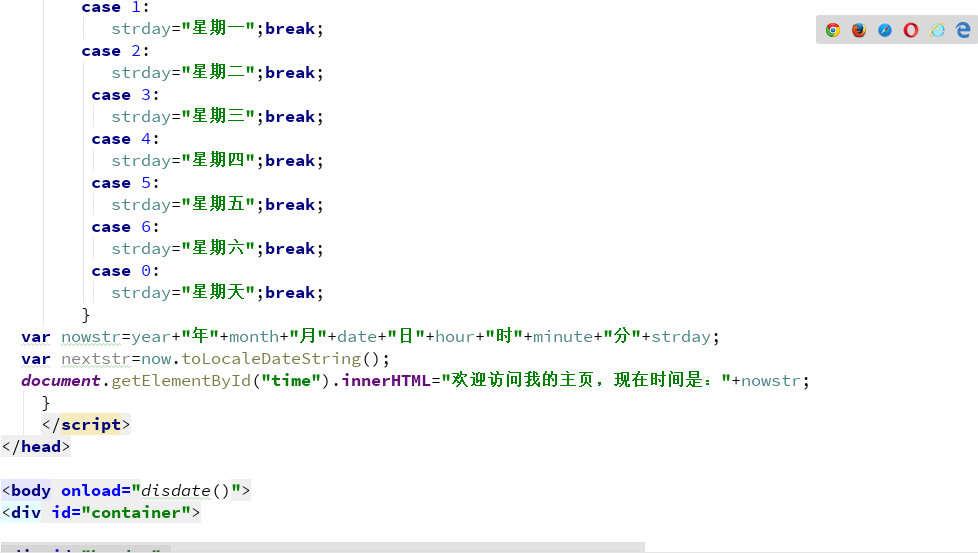 case 1:
strday="星期一";break;
case 2:
strday="星期二";break;
case 3:
strday="星期三";break;
case 4:
strday="星期四";break;
case 5:
strday="星期五";break;
case 6:
strday="星期六";break;
case 0:
strday="星期天";break;
}
var nowstr=year+"年"+month+"月"+date+"日"+hour+"时"+minute+"分"+strday;
var nextstr=now.toLocaleDateString();
document.getElementById("time").innerHTML="欢迎访问我的主页，现在时间是："+nowstr;
}
</script>
</head>
<body onload="disdate()">
<div id="container">